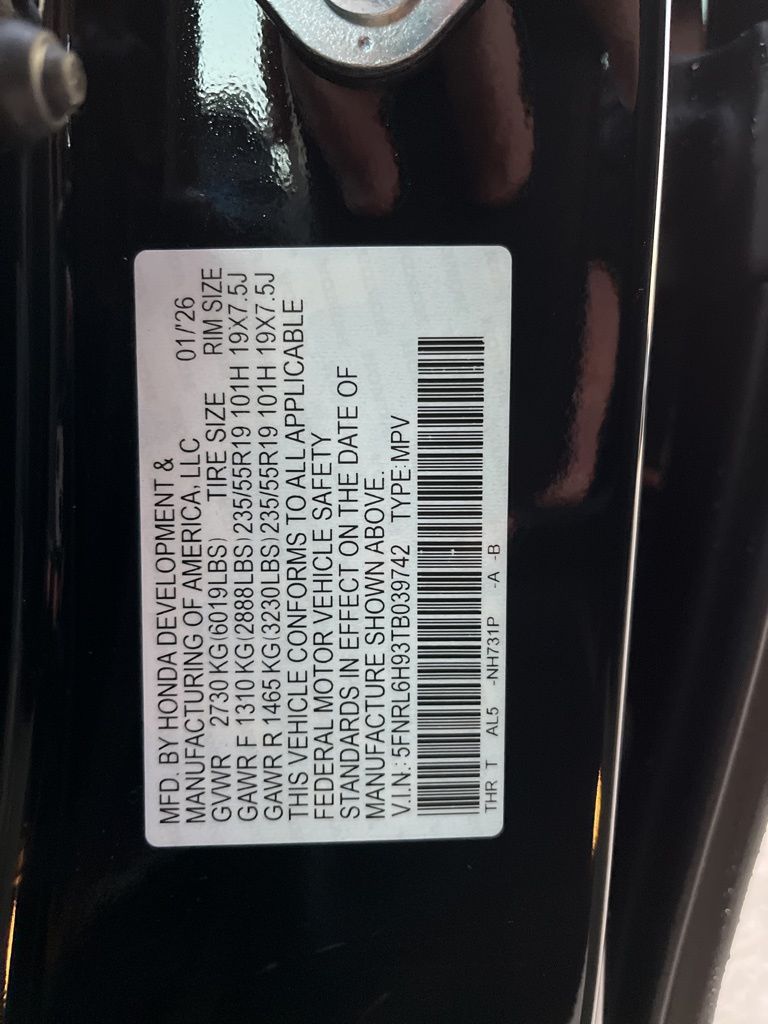 MFD. BY HONDA DEVELOPMENT &
MANUFACTURING OF AMERICA, LLC 01/'26
GVWR 2730 KG(6019LBS) TIRE SIZE RIM SIZE
GAWR F 1310 KG(2888LBS)235/55R19 101H 19X7.5J
GAWR R 1465 KG(3230LBS)235/55R19 101H 19X7.5J
THIS VEHICLE CONFORMS TO ALL APPLICABLE
FEDERAL MOTOR VEHICLE SAFETY
STANDARDS IN EFFECT ON THE DATE OF
MANUFACTURE SHOWN ABOVE.
V.I.N.: 5FNRL6H93TB039742 TYPE:MPV
THR T AL5 -NH731P -A -B